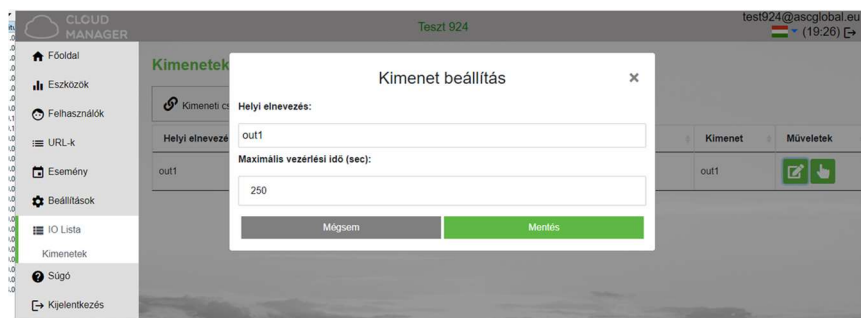 CLOUD
MANAGER
Teszt 924
test924@ascglobal.eu
(19:26)
Főoldal
Eszközök
Felhasználók
URL-k
Esemény
Beállítások
IO Lista
Kimenetek
Súgó
Kijelentkezés
Kimenetek
Kimeneti cs
Helyi elnevezé
Kimenet
Műveletek
out1
out1
Kimenet beállítás
×
Helyi elnevezés:
out1
Maximális vezérlési idő (sec):
250
Mégsem
Mentés